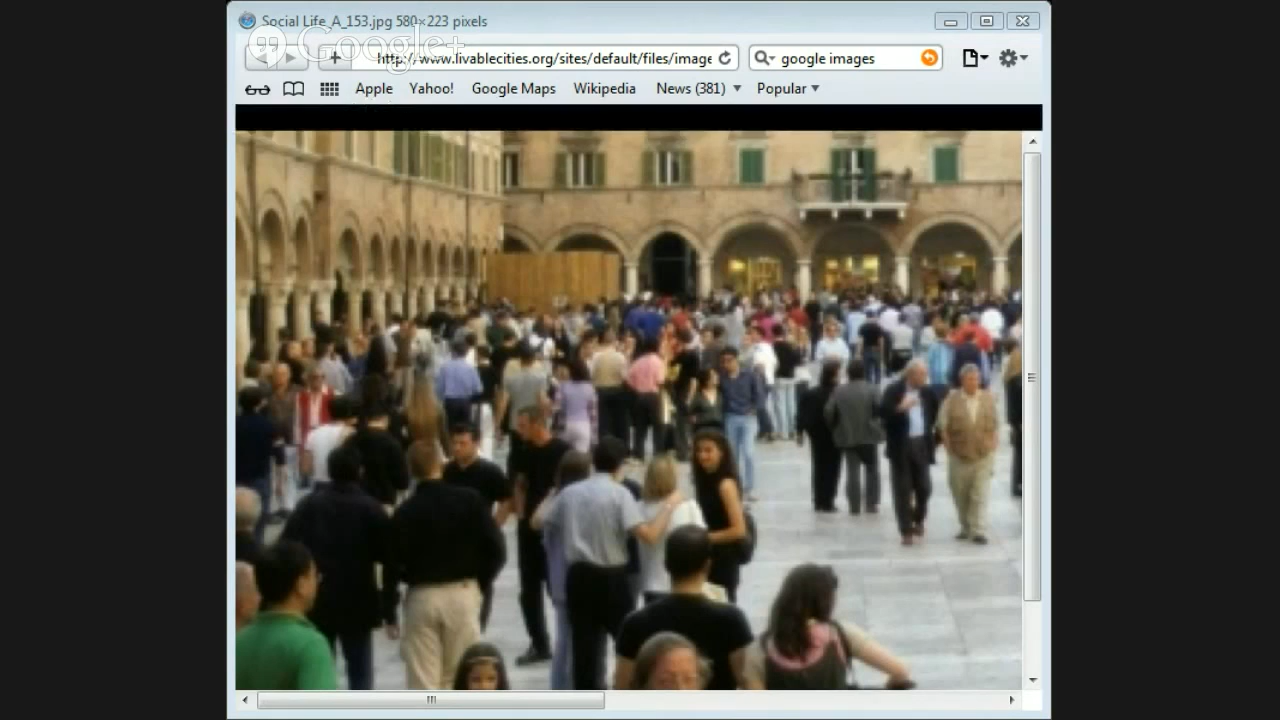 Social Life_A_153.jpg 580×223 pixels
Google+
http://www.livablecities.org/sites/default/files/image
google images
Apple Yahoo! Google Maps Wikipedia News (381) Popular